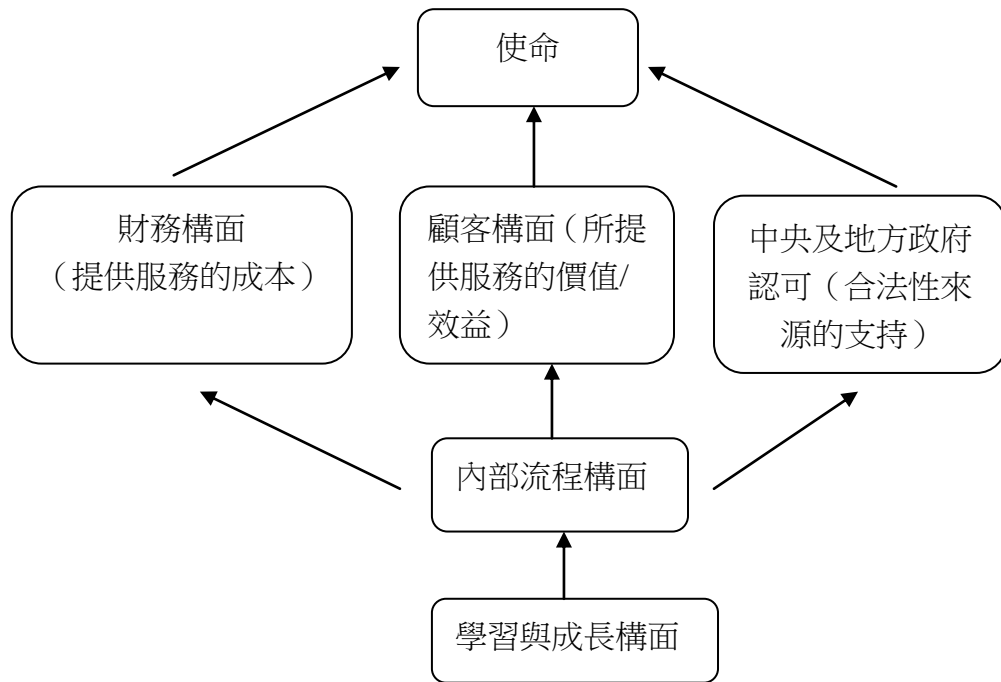 使命
財務構面
（提供服務的成本）
顧客構面（所提
供服務的價值/
效益）
中央及地方政府
認可（合法性來
源的支持）
內部流程構面
學習與成長構面